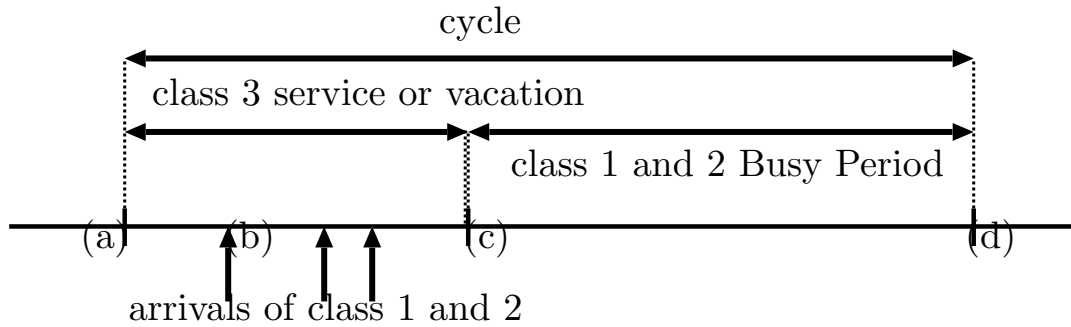 cycle
class 3 service or vacation
class 1 and 2 Busy Period
(a) (b) (c) (d)
arrivals of class 1 and 2